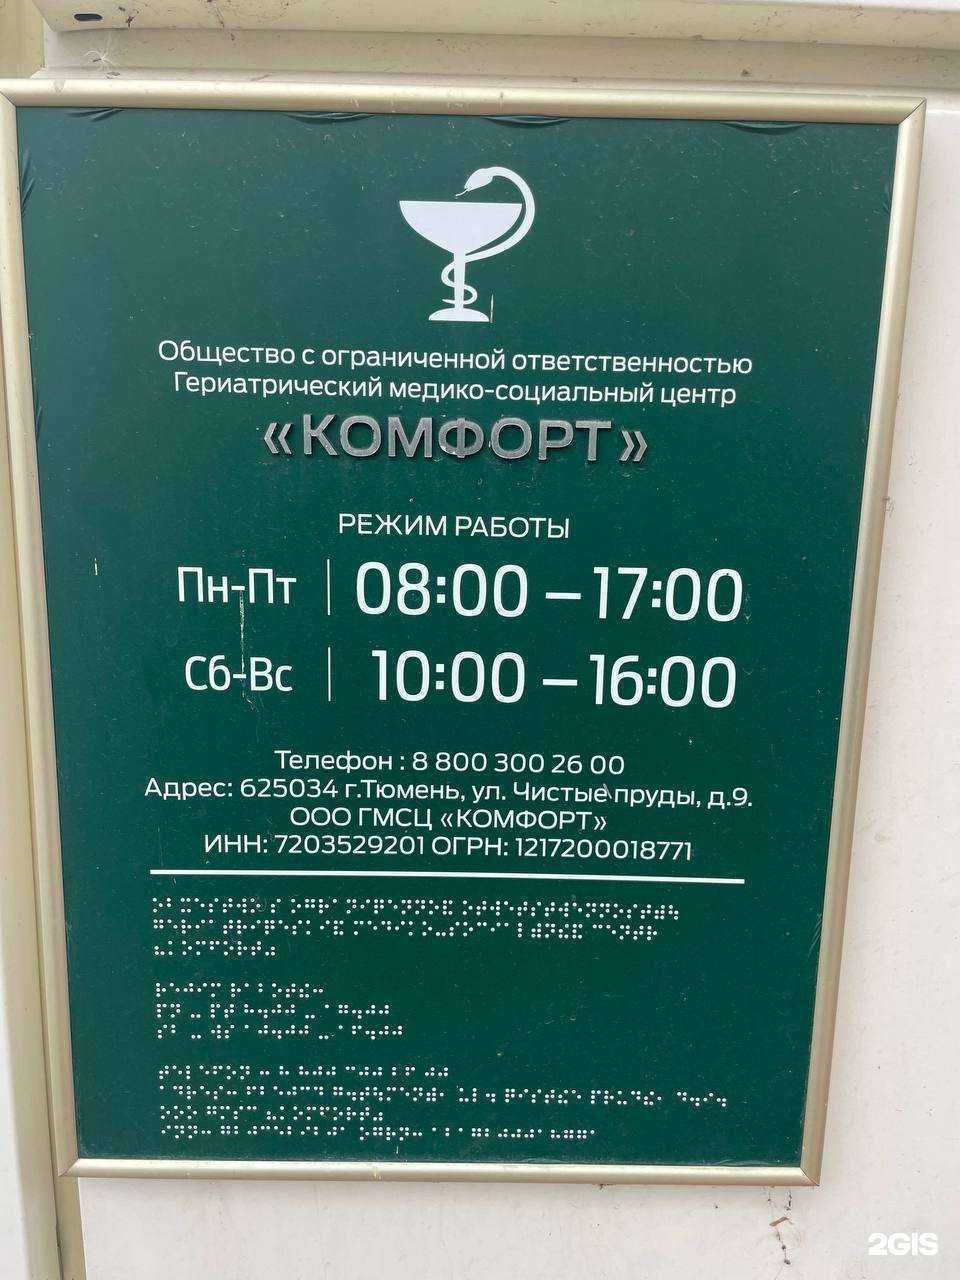 Общество с ограниченной ответственностью
Гериатрический медико-социальный центр
«КОМФОРТ»
РЕЖИМ РАБОТЫ
Пн-Пт | 08:00 – 17:00
Сб-Вс | 10:00 – 16:00
Телефон : 8 800 300 26 00
Адрес: 625034 г.Тюмень, ул. Чистые пруды, д.9.
ООО ГМСЦ «КОМФОРТ»
ИНН: 7203529201 ОГРН: 1217200018771
2GIS